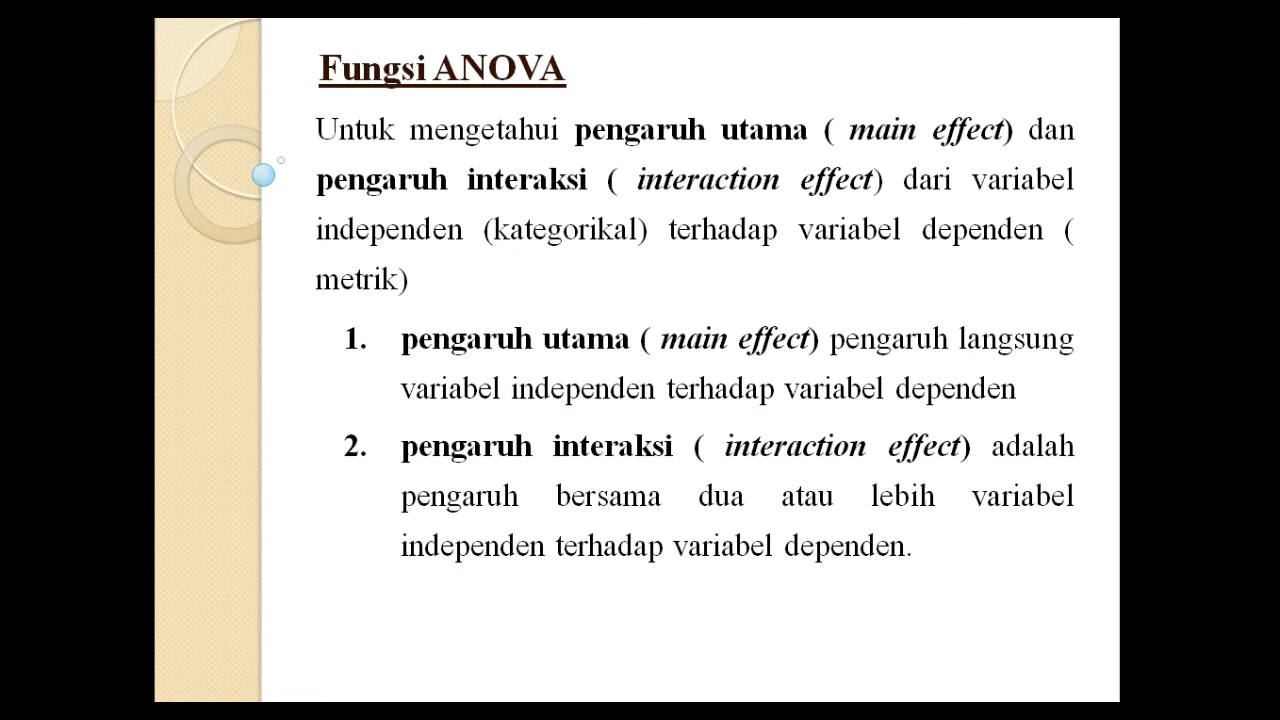 Fungsi ANOVA
Untuk mengetahui pengaruh utama ( main effect) dan
pengaruh interaksi ( interaction effect) dari variabel
independen (kategorikal) terhadap variabel dependen (
metrik)
1. pengaruh utama ( main effect) pengaruh langsung
variabel independen terhadap variabel dependen
2. pengaruh interaksi ( interaction effect) adalah
pengaruh bersama dua atau lebih variabel
independen terhadap variabel dependen.